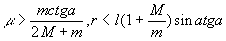 μ > mctga / 2M + m , r < l(1 + M/m) sin atga